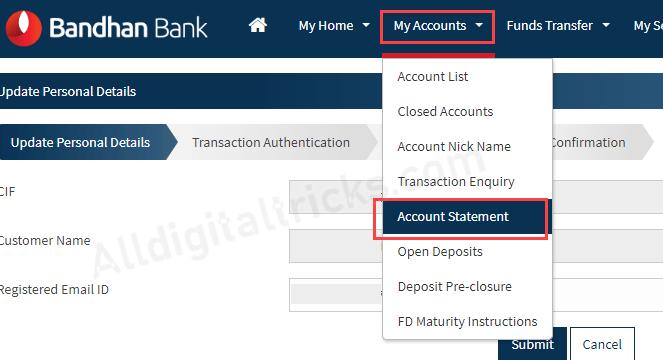 Bandhan Bank
My Home
My Accounts
Funds Transfer
My Se
Account List
Closed Accounts
Account Nick Name
Transaction Enquiry
Account Statement
Open Deposits
Deposit Pre-closure
FD Maturity Instructions
Update Personal Details
Update Personal Details
Transaction Authentication
Confirmation
CIF
Customer Name
Registered Email ID
Submit
Cancel
Alldigitaltricks.com